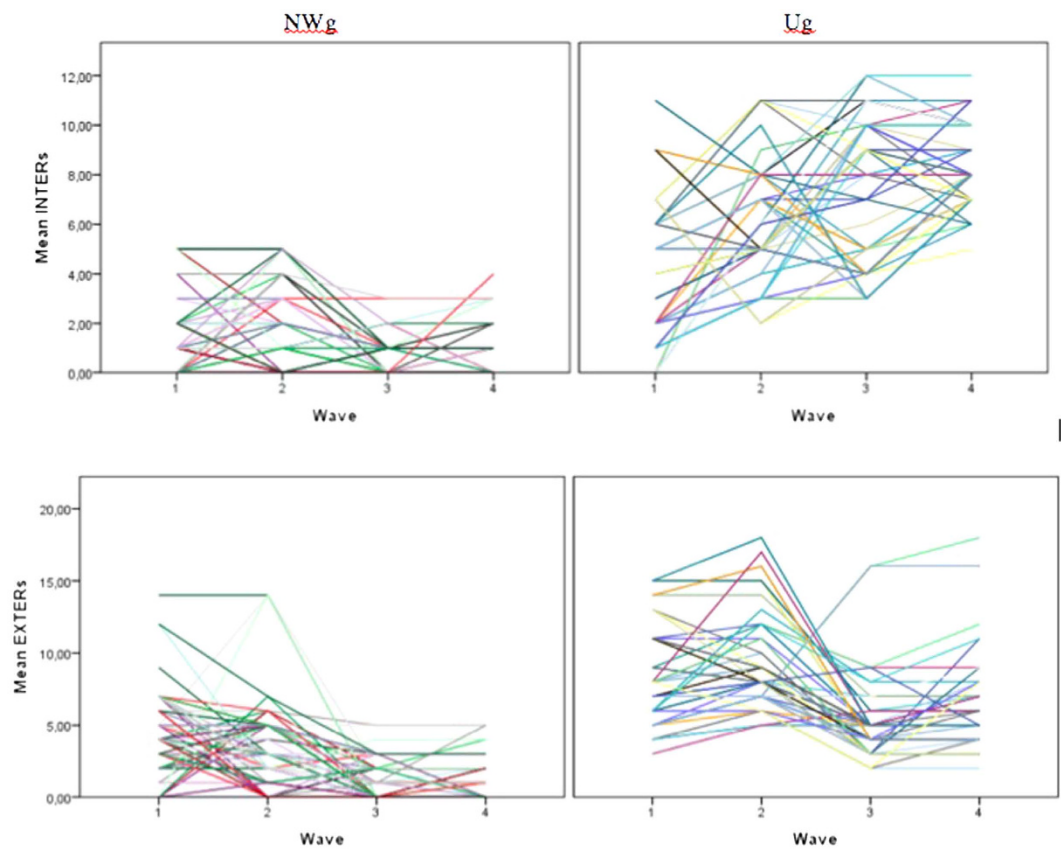 NWg
Ug
Mean INTERs
12,00
10,00
8,00
6,00
4,00
2,00
0,00
1 2 3 4
Wave
1 2 3 4
Wave
Mean EXTERs
20,00
15,00
10,00
5,00
0,00
1 2 3 4
Wave
1 2 3 4
Wave